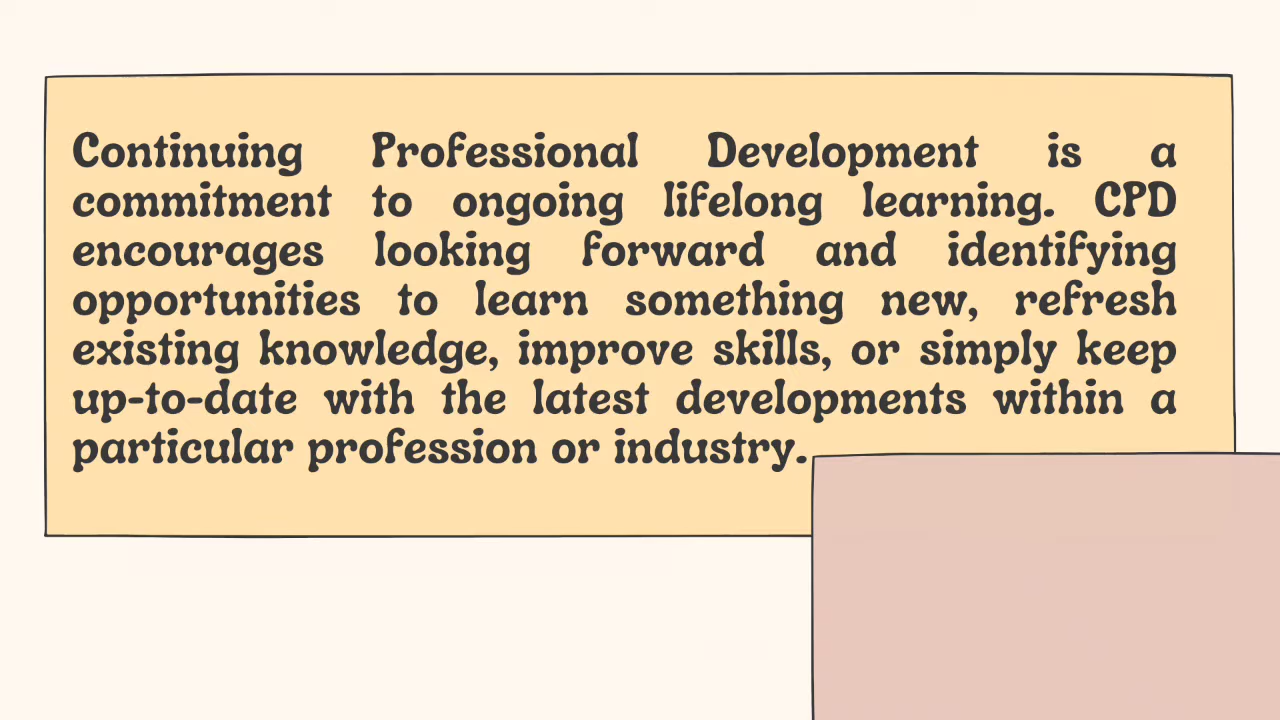 Continuing Professional Development is a
commitment to ongoing lifelong learning. CPD
encourages looking forward and identifying
opportunities to learn something new, refresh
existing knowledge, improve skills, or simply keep
up-to-date with the latest developments within a
particular profession or industry.